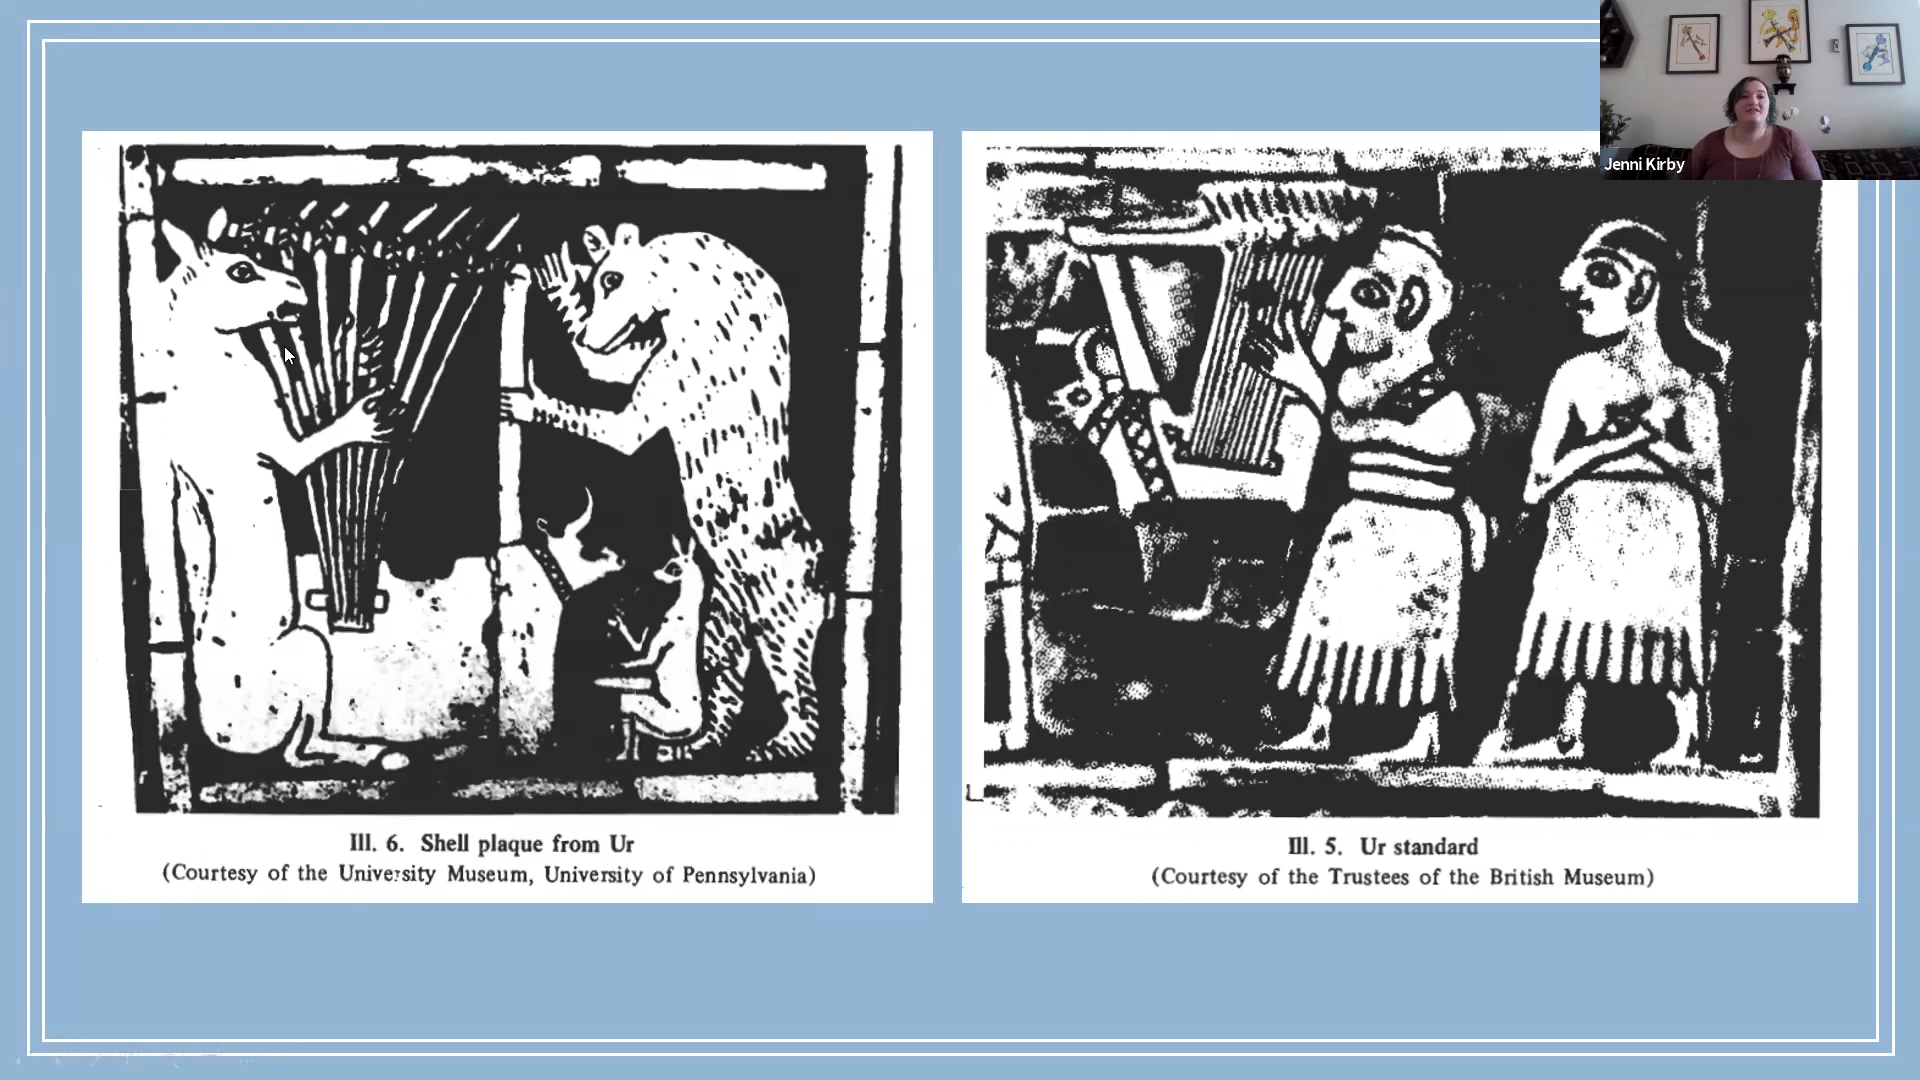 Jenni Kirby
Ill. 6. Shell plaque from Ur
(Courtesy of the University Museum, University of Pennsylvania)
Ill. 5. Ur standard
(Courtesy of the Trustees of the British Museum)